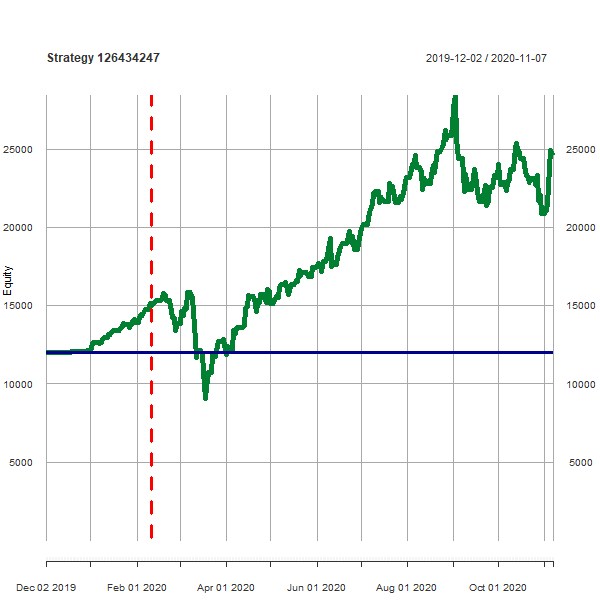 Strategy 126434247
2019-12-02 / 2020-11-07
25000
25000
20000
20000
Equity
15000
15000
10000
10000
5000
5000
Dec 02 2019
Feb 01 2020
Apr 01 2020
Jun 01 2020
Aug 01 2020
Oct 01 2020